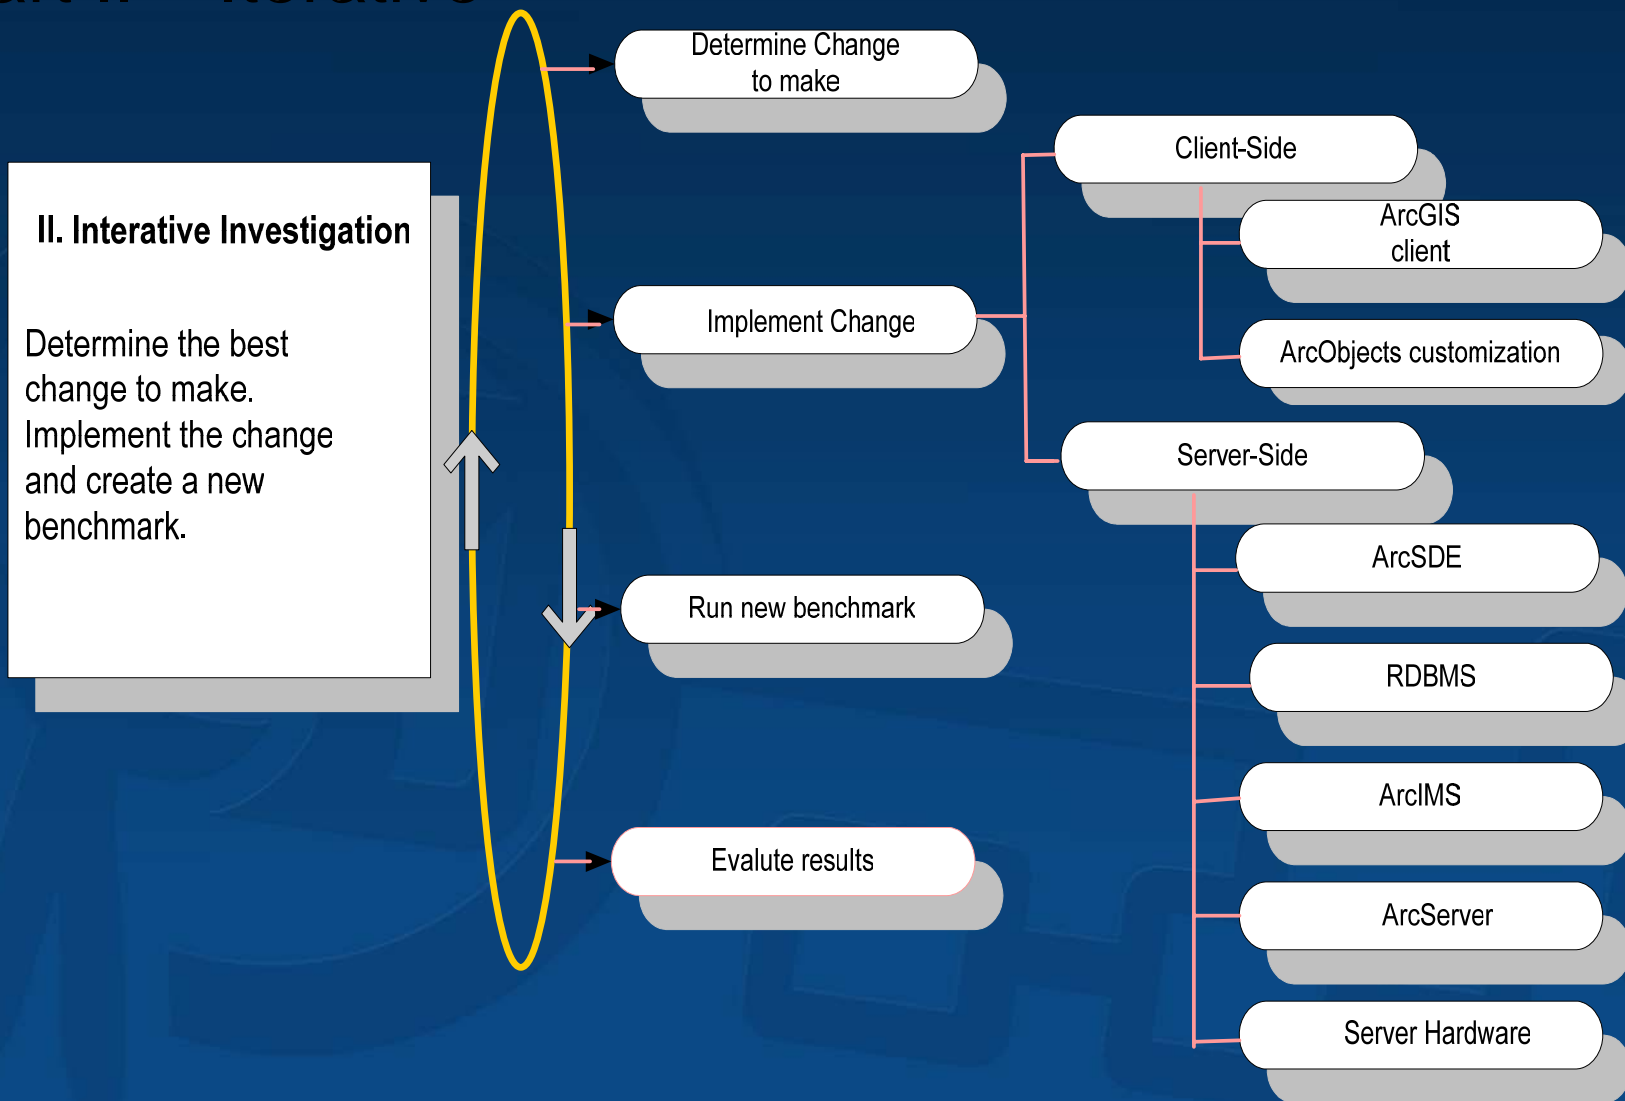 II. Interative Investigation
Determine the best
change to make.
Implement the change
and create a new
benchmark.
Determine Change
to make
Implement Change
Run new benchmark
Evalute results
Client-Side
ArcGIS
client
ArcObjects customization
Server-Side
ArcSDE
RDBMS
ArcIMS
ArcServer
Server Hardware